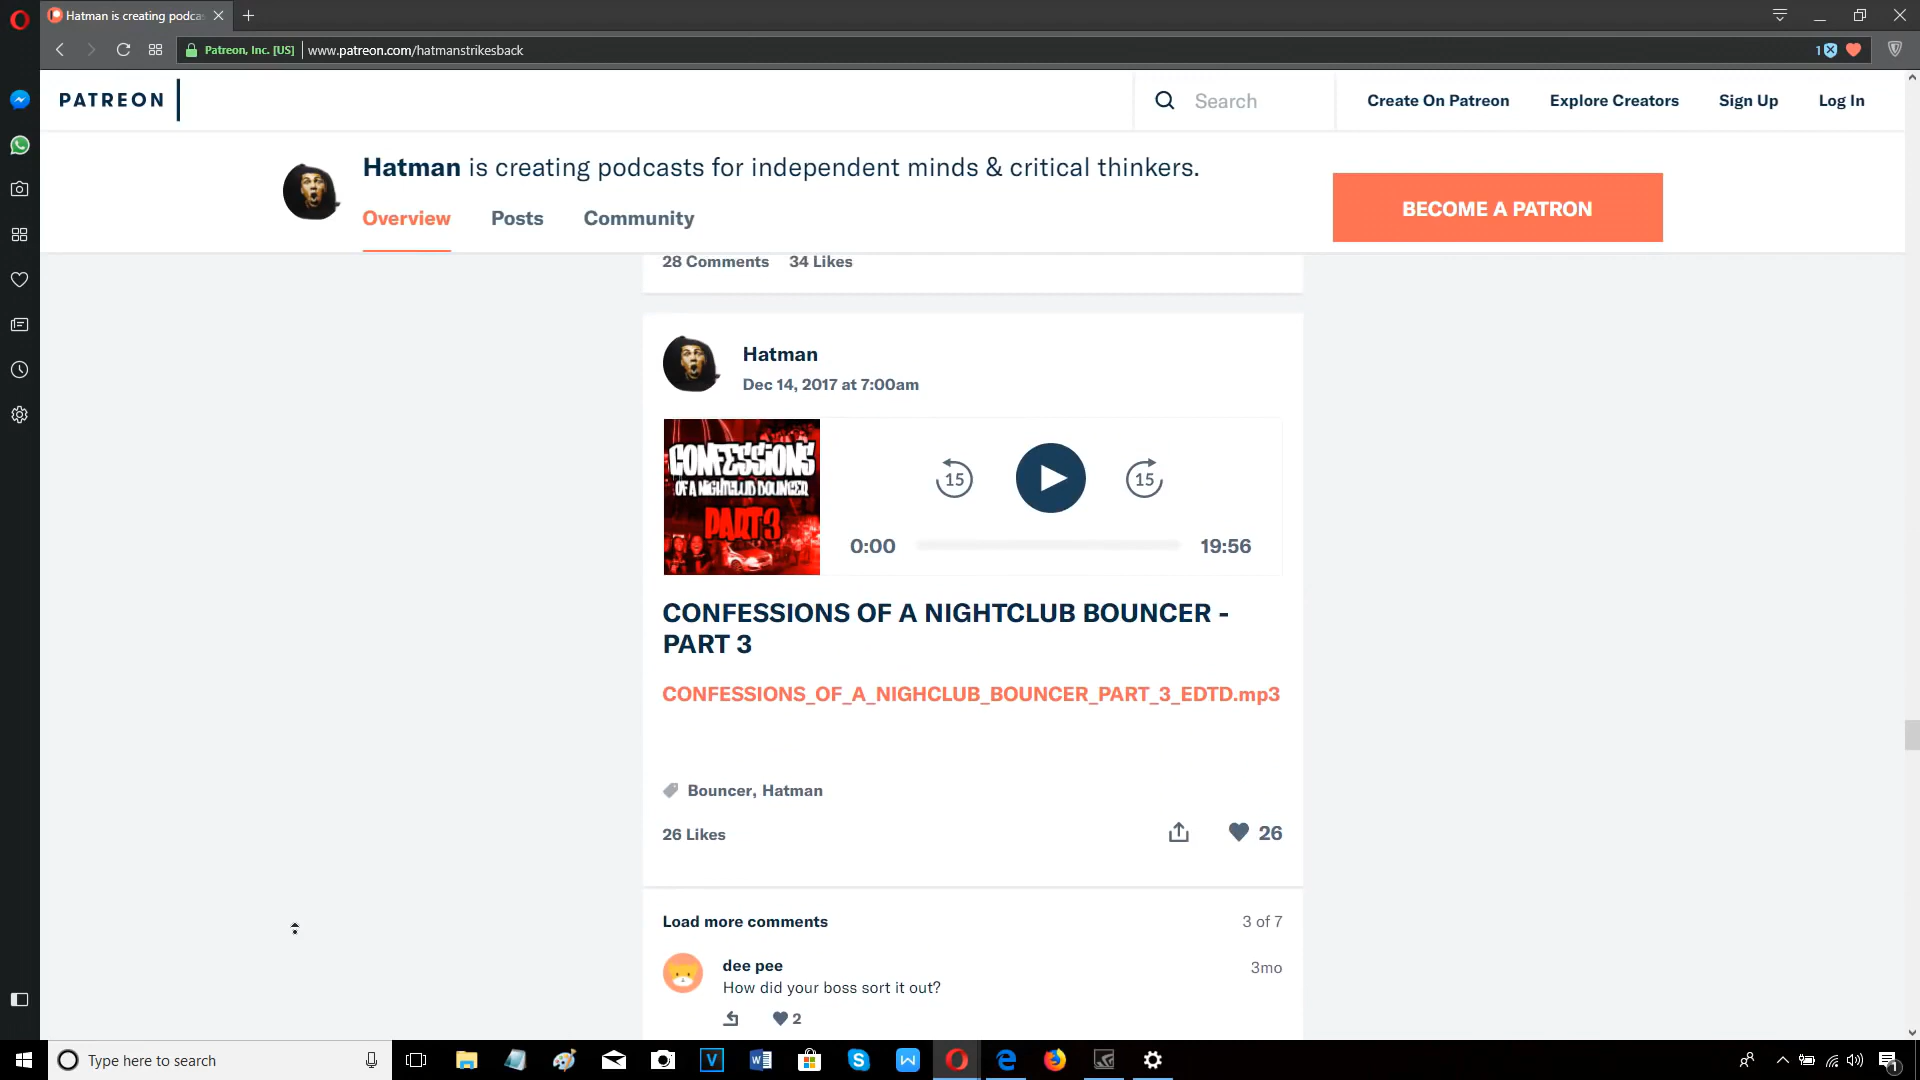 Hatman is creating podca
Patreon, Inc. [US]
www.patreon.com/hatmanstrikesback
1
PATREON
Search
Create On Patreon
Explore Creators
Sign Up
Log In
Hatman is creating podcasts for independent minds & critical thinkers.
Overview
Posts
Community
BECOME A PATRON
28 Comments
34 Likes
Hatman
Dec 14, 2017 at 7:00am
CONFESSIONS
OF A NIGHTCLUB BOUNCER
PART 3
15
15
0:00
19:56
CONFESSIONS OF A NIGHTCLUB BOUNCER -
PART 3
CONFESSIONS_OF_A_NIGHCLUB_BOUNCER_PART_3_EDTD.mp3
Bouncer, Hatman
26 Likes
26
Load more comments
3 of 7
dee pee
3mo
How did your boss sort it out?
2
Type here to search
1